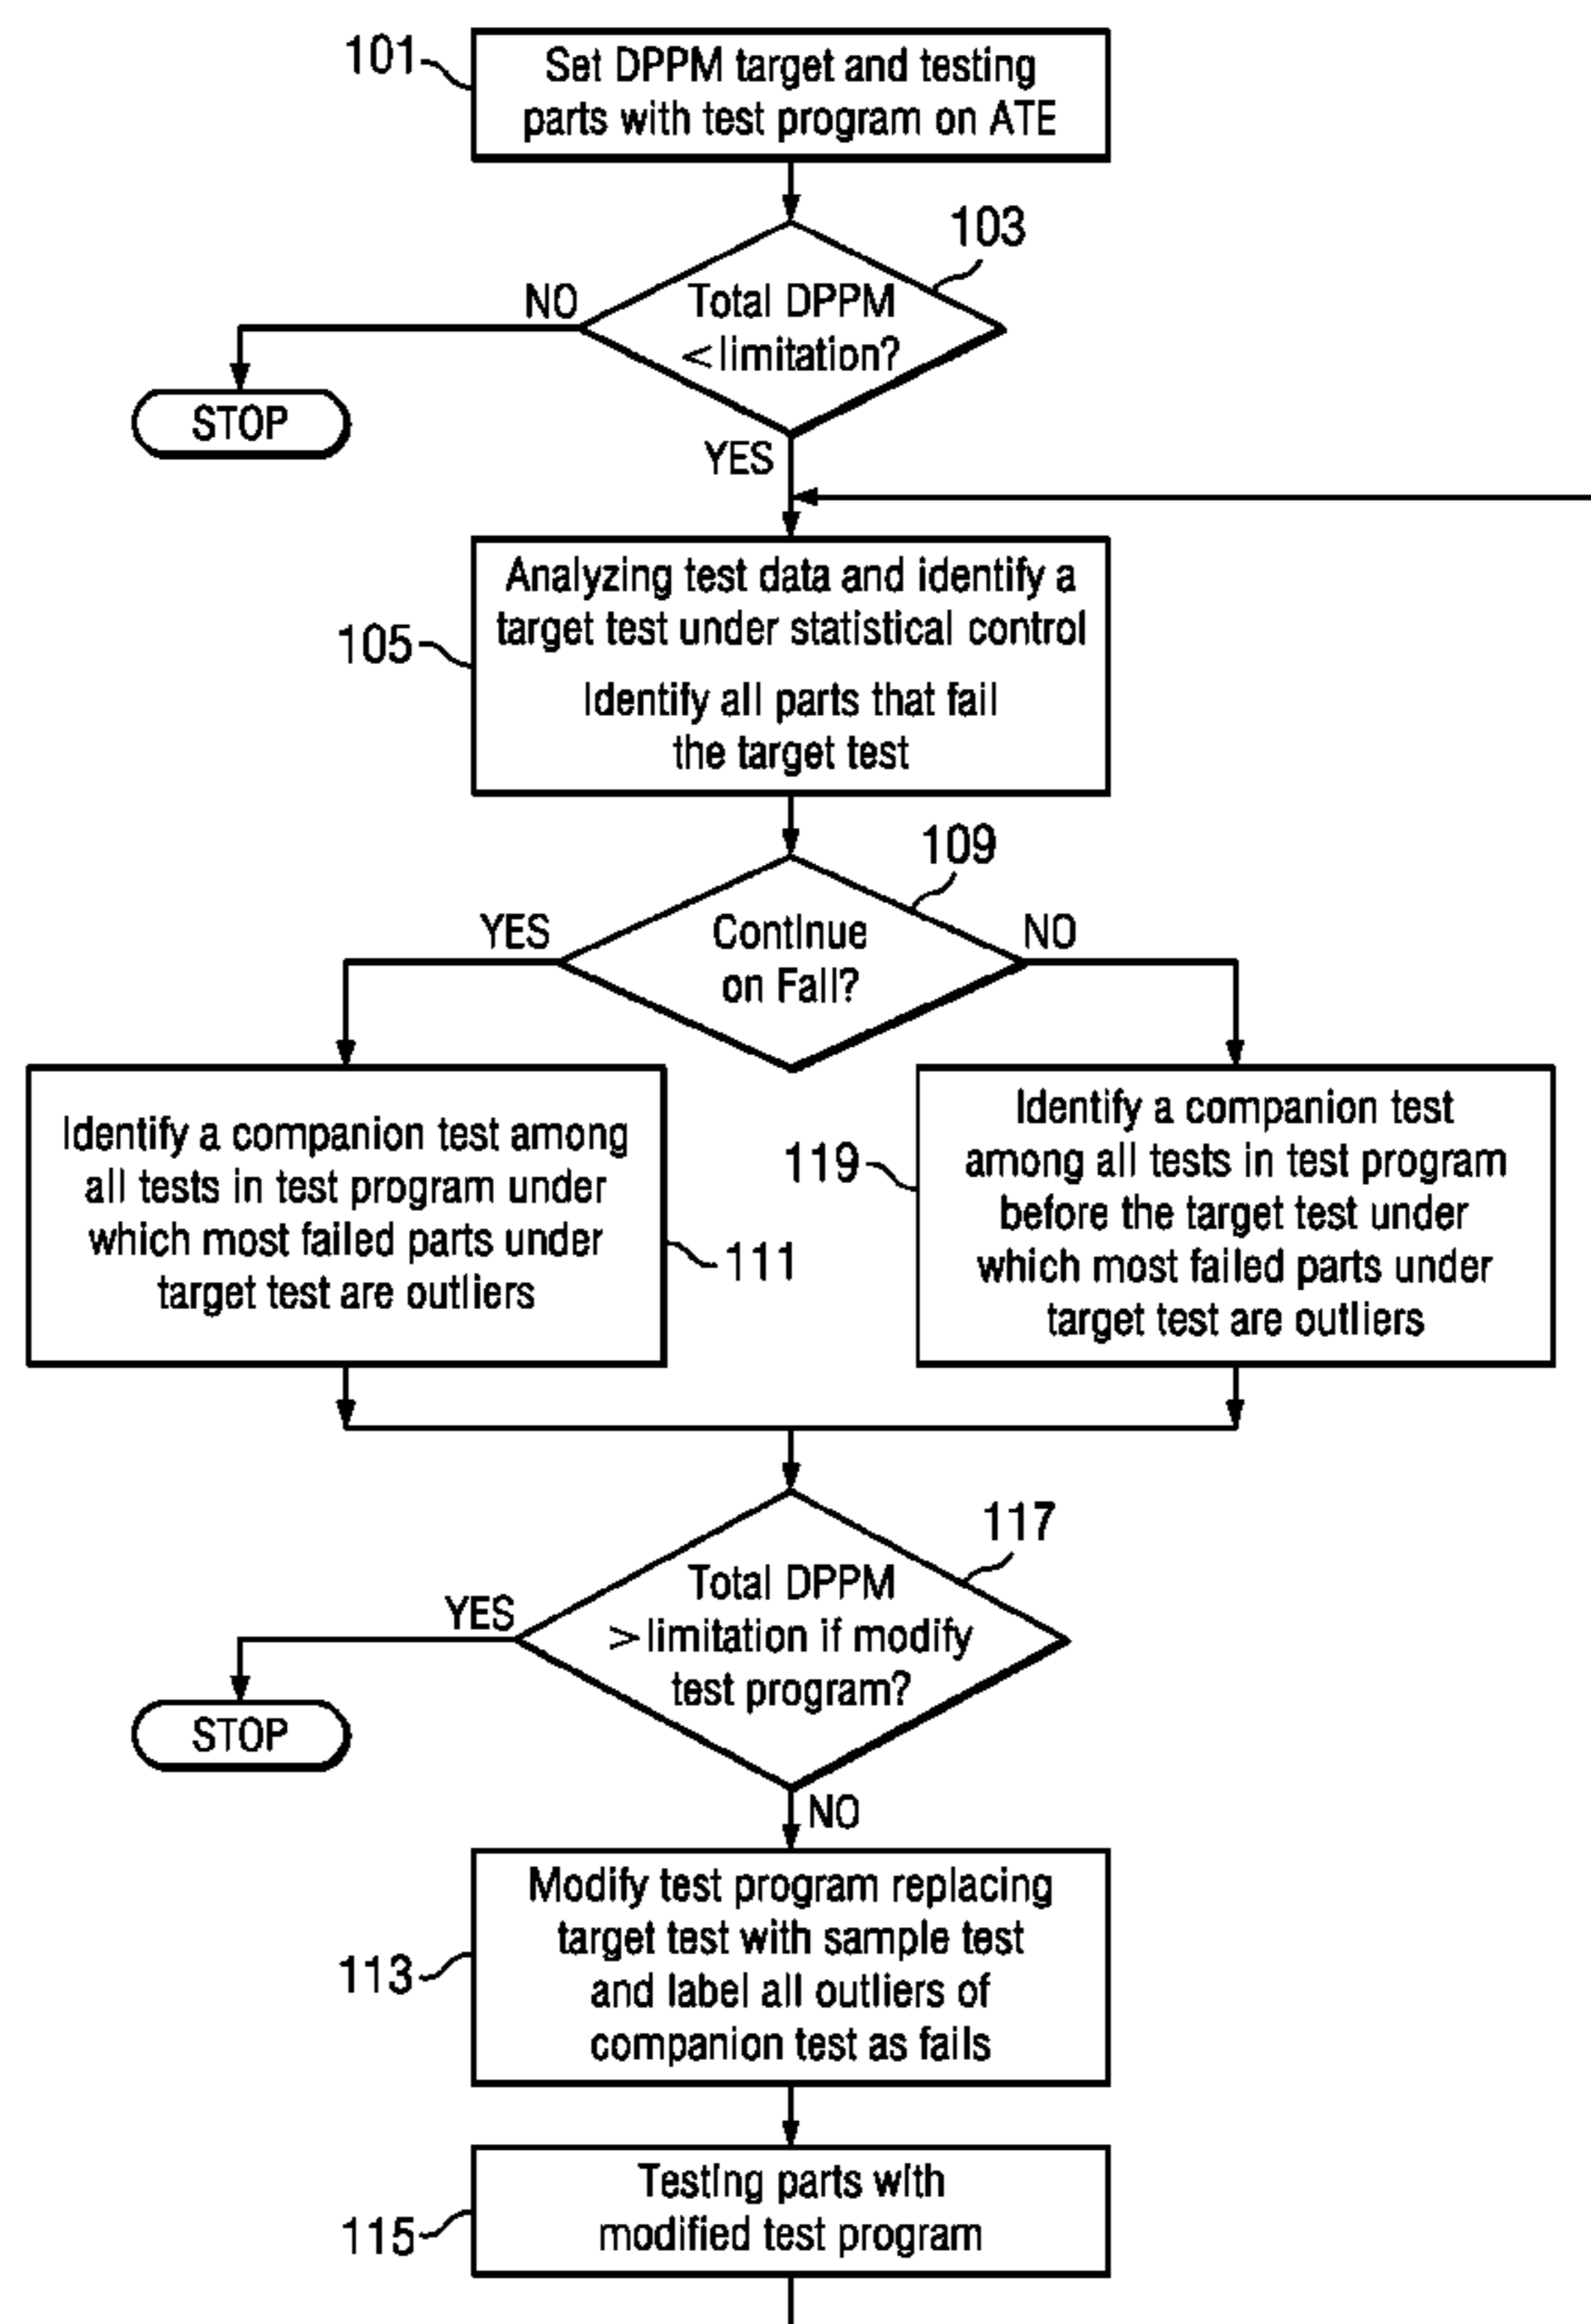 101
Set DPPM target and testing
parts with test program on ATE
103
Total DPPM
< limitation?
NO
STOP
YES
105
Analyzing test data and identify a
target test under statistical control
Identify all parts that fail
the target test
109
Continue
on Fail?
YES
NO
Identify a companion test among
all tests in test program under
which most failed parts under
target test are outliers
111
119
Identify a companion test
among all tests in test program
before the target test under
which most failed parts under
target test are outliers
117
Total DPPM
> limitation if modify
test program?
YES
STOP
NO
113
Modify test program replacing
target test with sample test
and label all outliers of
companion test as fails
115
Testing parts with
modified test program